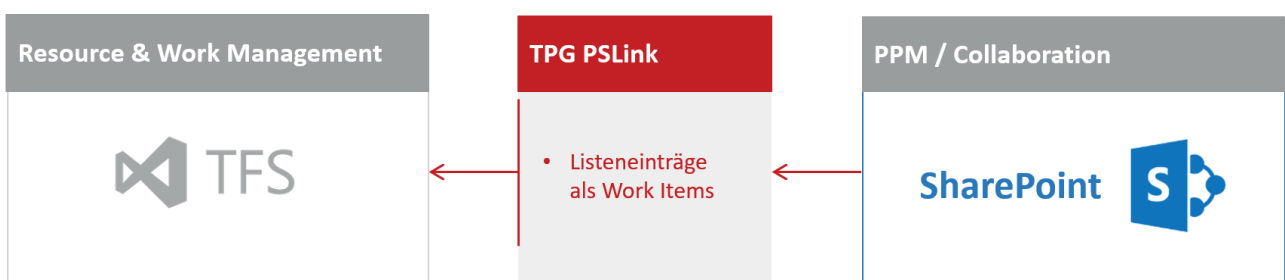 Resource & Work Management
TFS
TPG PSLink
• Listeneinträge
als Work Items
PPM / Collaboration
SharePoint
S